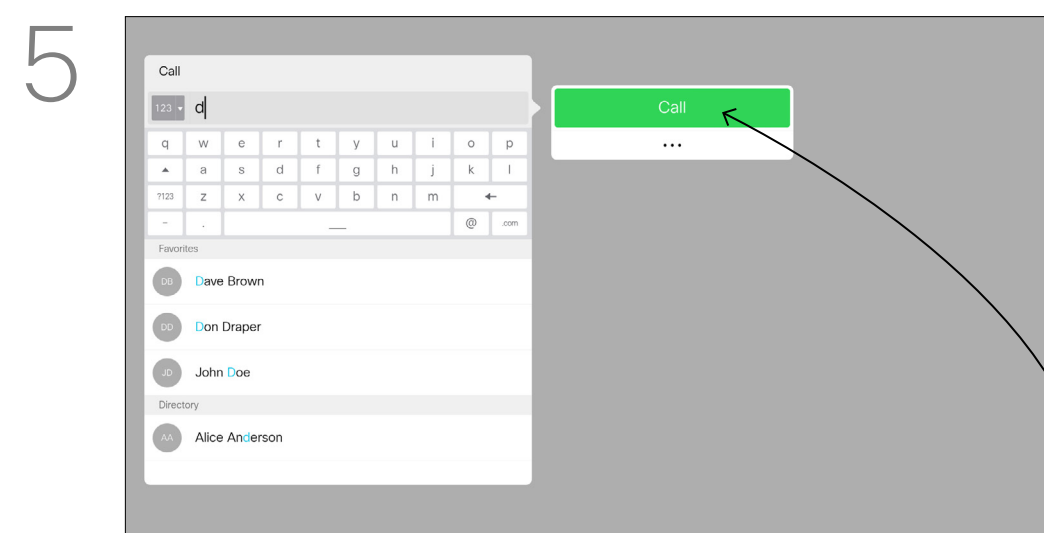 5
Call
123 d
Call
...
q w e r t y u i o p
a s d f g h j k l
?123 z x c v b n m
- . @ .com
Favorites
DB Dave Brown
DD Don Draper
JD John Doe
Directory
AA Alice Anderson